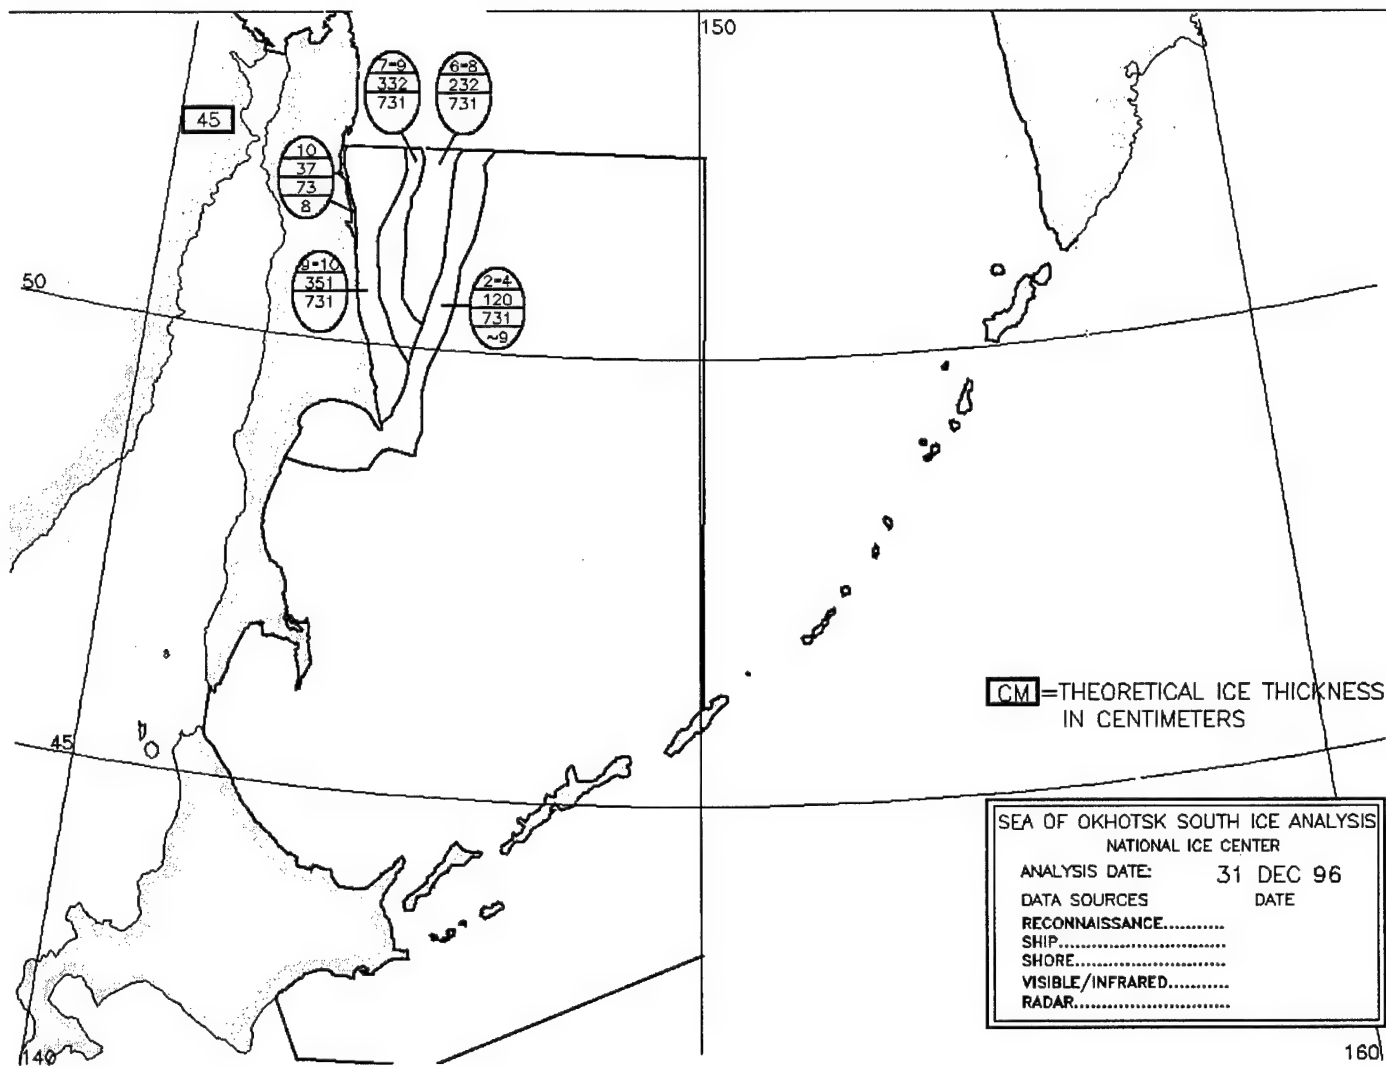 150
7-9
332
731
6-8
232
731
45
10
37
73
8
9-10
351
731
2-4
120
731
~9
50
CM =THEORETICAL ICE THICKNESS
IN CENTIMETERS
45
SEA OF OKHOTSK SOUTH ICE ANALYSIS
NATIONAL ICE CENTER
ANALYSIS DATE: 31 DEC 96
DATA SOURCES DATE
RECONNAISSANCE...........
SHIP..............................
SHORE...........................
VISIBLE/INFRARED...........
RADAR............................
140
160